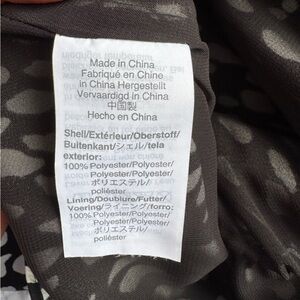 Made in China
Fabriqué en Chine
in China Hergestellt
Vervaardigd in China
中国製
Hecho en China
Shell/Extérieur/Oberstoff/
Buitenkant/シェル/tela
exterior:
100% Polyester/Polyester/
Polyester/Polyester/
ポリエステル/
poliéster
Lining/Doublure/Futter/
Voering/ライニング/forro:
100% Polyester/Polyester/
Polyester/Polyester/
ポリエステル/
poliéster